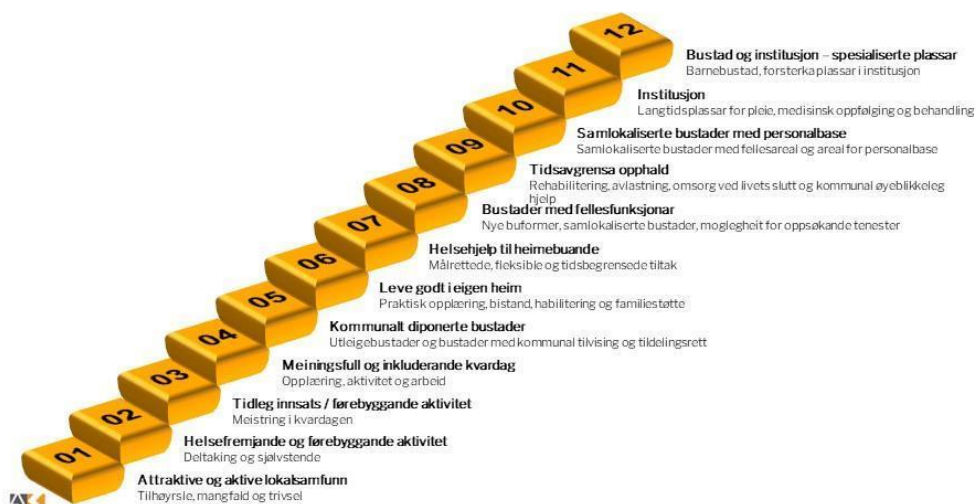 12
Bustad og institusjon – spesialiserte plassar
Barnebustad, forsterka plassar i institusjon
11
Institusjon
Langtidsplassar for pleie, medisinsk oppfølging og behandling
10
Samlokaliserte bustader med personalbase
Samlokaliserte bustader med fellesareal og areal for personalbase
09
Tidsavgrensa opphald
Rehabilitering, avlastning, omsorg ved livets slutt og kommunal øyeblikkeleg
hjelp
08
Bustader med fellesfunksjonar
Nye buformer, samlokaliserte bustader, moglegheit for oppsøkande tenester
07
Helsehjelp til heimebuande
Målrettede, fleksible og tidsbegrensede tiltak
06
Leve godt i eigen heim
Praktisk opplæring, bistand, habilitering og familiestøtte
05
Kommunalt diponerte bustader
Utleigebustader og bustader med kommunal tilvising og tildelingsrett
04
Meiningsfull og inkluderande kvardag
Opplæring, aktivitet og arbeid
03
Tidleg innsats / førebyggande aktivitet
Meistring i kvardagen
02
Helsefremjande og førebyggande aktivitet
Deltaking og sjølvstende
01
Attraktive og aktive lokalsamfunn
Tilhøyrsle, mangfald og trivsel